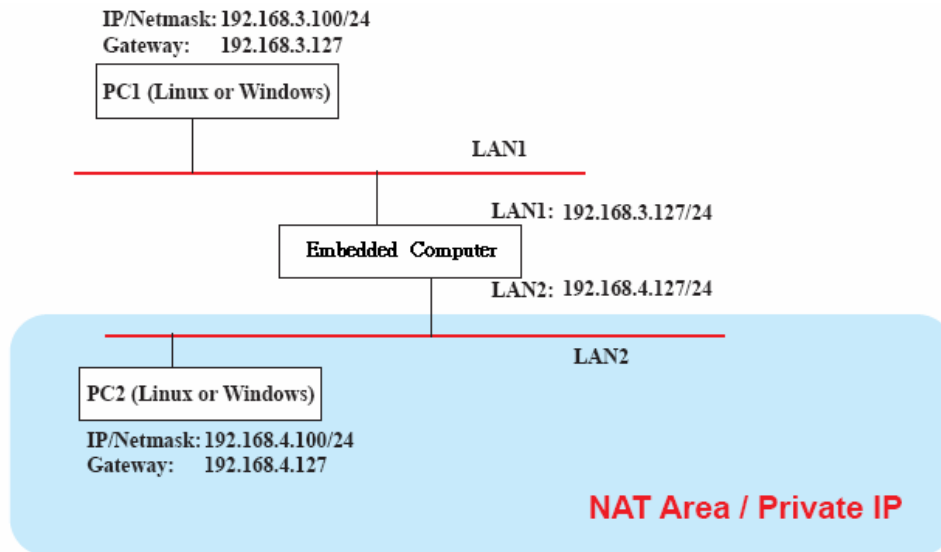 IP/Netmask: 192.168.3.100/24
Gateway: 192.168.3.127
PC1 (Linux or Windows)
LAN1
LAN1: 192.168.3.127/24
Embedded Computer
LAN2: 192.168.4.127/24
LAN2
PC2 (Linux or Windows)
IP/Netmask: 192.168.4.100/24
Gateway: 192.168.4.127
NAT Area / Private IP